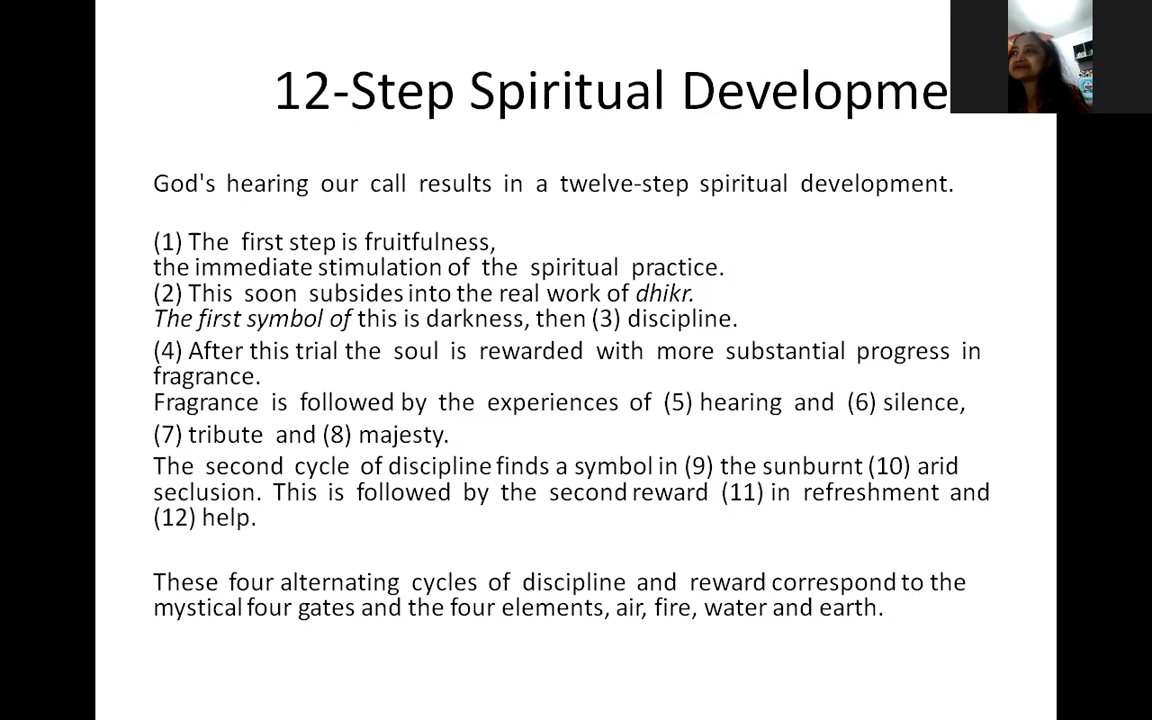 12-Step Spiritual Developme
God's hearing our call results in a twelve-step spiritual development.
(1) The first step is fruitfulness,
the immediate stimulation of the spiritual practice.
(2) This soon subsides into the real work of dhikr.
The first symbol of this is darkness, then (3) discipline.
(4) After this trial the soul is rewarded with more substantial progress in
fragrance.
Fragrance is followed by the experiences of (5) hearing and (6) silence,
(7) tribute and (8) majesty.
The second cycle of discipline finds a symbol in (9) the sunburnt (10) arid
seclusion. This is followed by the second reward (11) in refreshment and
(12) help.
These four alternating cycles of discipline and reward correspond to the
mystical four gates and the four elements, air, fire, water and earth.